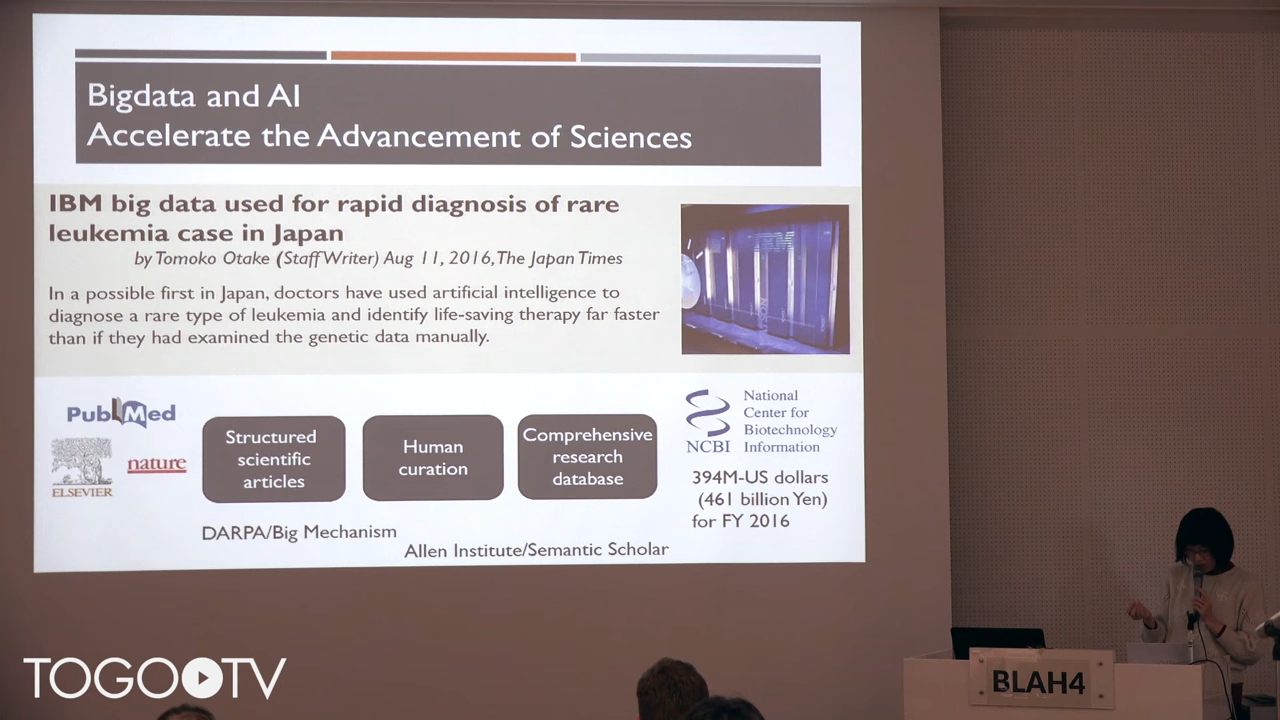 Bigdata and AI
Accelerate the Advancement of Sciences
IBM big data used for rapid diagnosis of rare
leukemia case in Japan
by Tomoko Otake (Staff Writer) Aug 11, 2016, The Japan Times
In a possible first in Japan, doctors have used artificial intelligence to
diagnose a rare type of leukemia and identify life-saving therapy far faster
than if they had examined the genetic data manually.
PubMed
ELSEVIER
nature
Structured
scientific
articles
Human
curation
Comprehensive
research
database
NCBI
National
Center for
Biotechnology
Information
394M-US dollars
(461 billion Yen)
for FY 2016
DARPA/Big Mechanism
Allen Institute/Semantic Scholar
TOGO TV
BLAH4